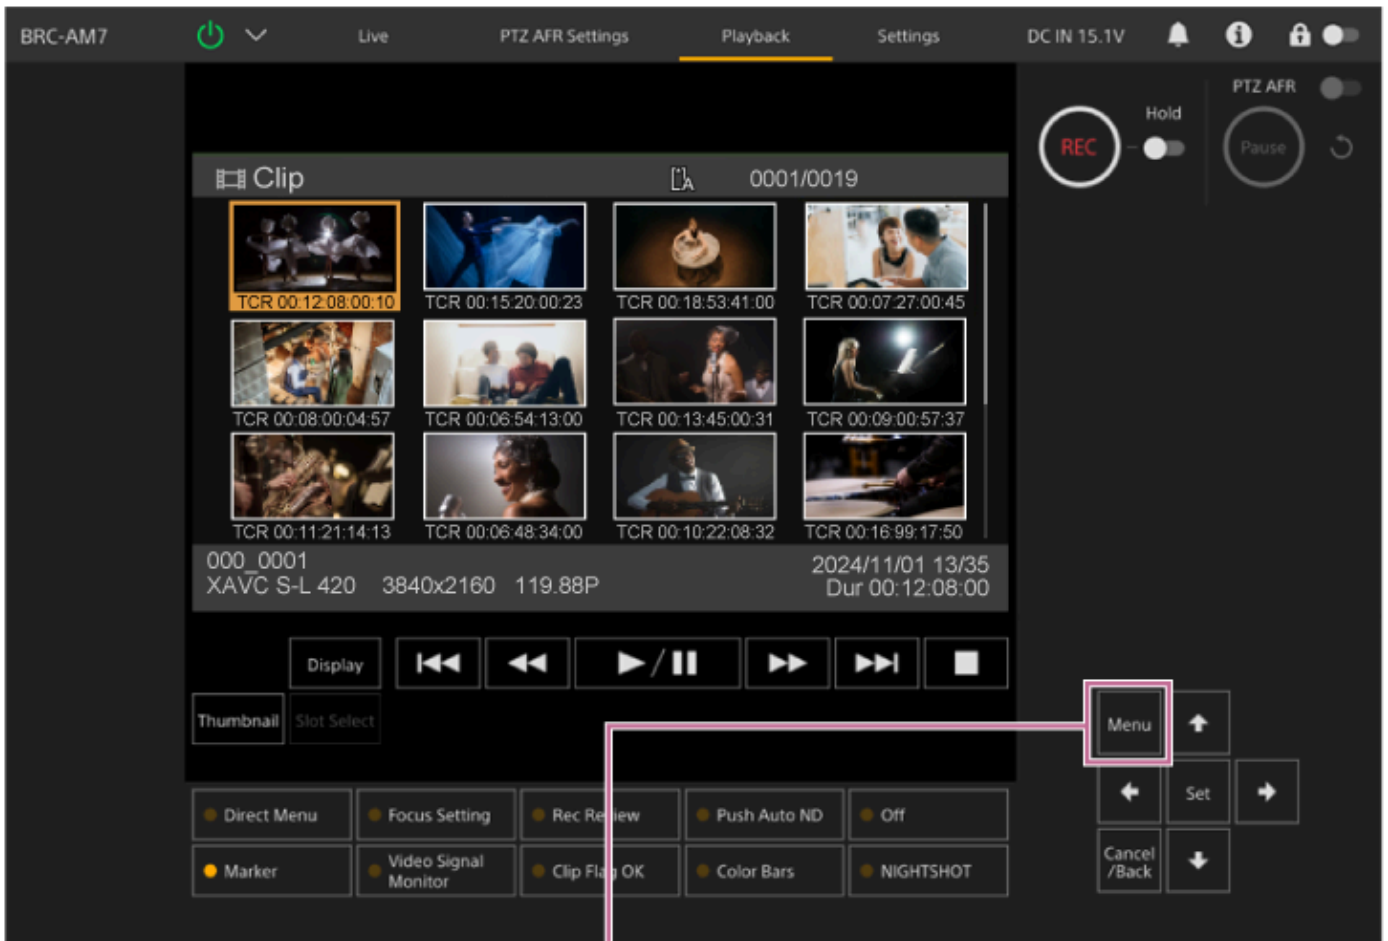 BRC-AM7 Live PTZ AFR Settings Playback Settings DC IN 15.1V
PTZ AFR
Hold
REC Pause
Clip A 0001/0019
TCR 00:12:08:00:10 TCR 00:15:20:00:23 TCR 00:18:53:41:00 TCR 00:07:27:00:45
TCR 00:08:00:04:57 TCR 00:06:54:13:00 TCR 00:13:45:00:31 TCR 00:09:00:57:37
TCR 00:11:21:14:13 TCR 00:06:48:34:00 TCR 00:10:22:08:32 TCR 00:16:99:17:50
000_0001 2024/11/01 13/35
XAVC S-L 420 3840x2160 119.88P Dur 00:12:08:00
Display
Thumbnail Slot Select
Menu
Set
Cancel
/Back
Direct Menu Focus Setting Rec Review Push Auto ND Off
Marker Video Signal
Monitor Clip Flag OK Color Bars NIGHTSHOT